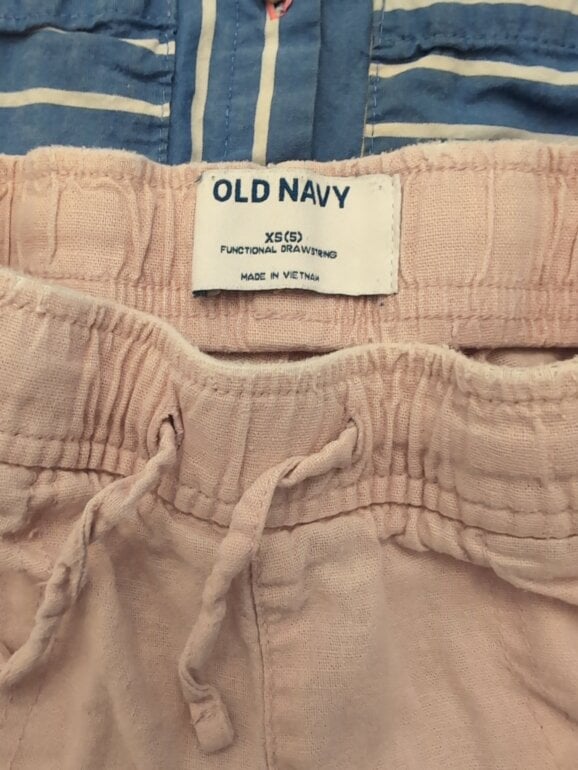 OLD NAVY
XS(5)
FUNCTIONAL DRAWSTRING
MADE IN VIETNAM